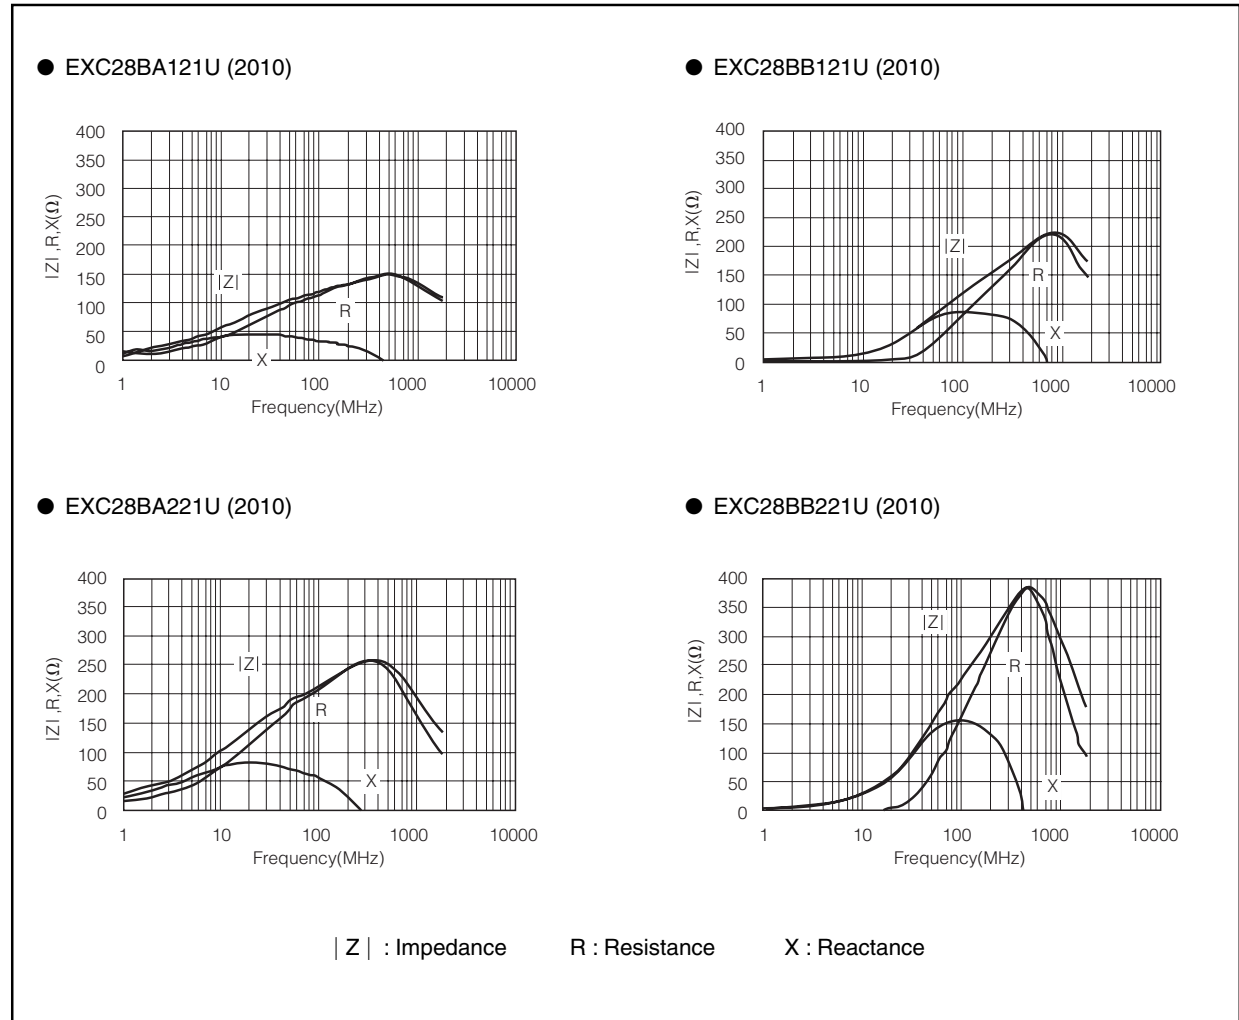 ● EXC28BA121U (2010)
400
350
300
250
200
150
100
50
0
|Z| ,R,X(Ω)
|Z|
R
X
1
10
100
1000
10000
Frequency(MHz)
● EXC28BB121U (2010)
400
350
300
250
200
150
100
50
0
|Z| ,R,X(Ω)
|Z|
R
X
1
10
100
1000
10000
Frequency(MHz)
● EXC28BA221U (2010)
400
350
300
250
200
150
100
50
0
|Z| ,R,X(Ω)
|Z|
R
X
1
10
100
1000
10000
Frequency(MHz)
● EXC28BB221U (2010)
400
350
300
250
200
150
100
50
0
|Z| ,R,X(Ω)
|Z|
R
X
1
10
100
1000
10000
Frequency(MHz)
| Z | : Impedance R : Resistance X : Reactance